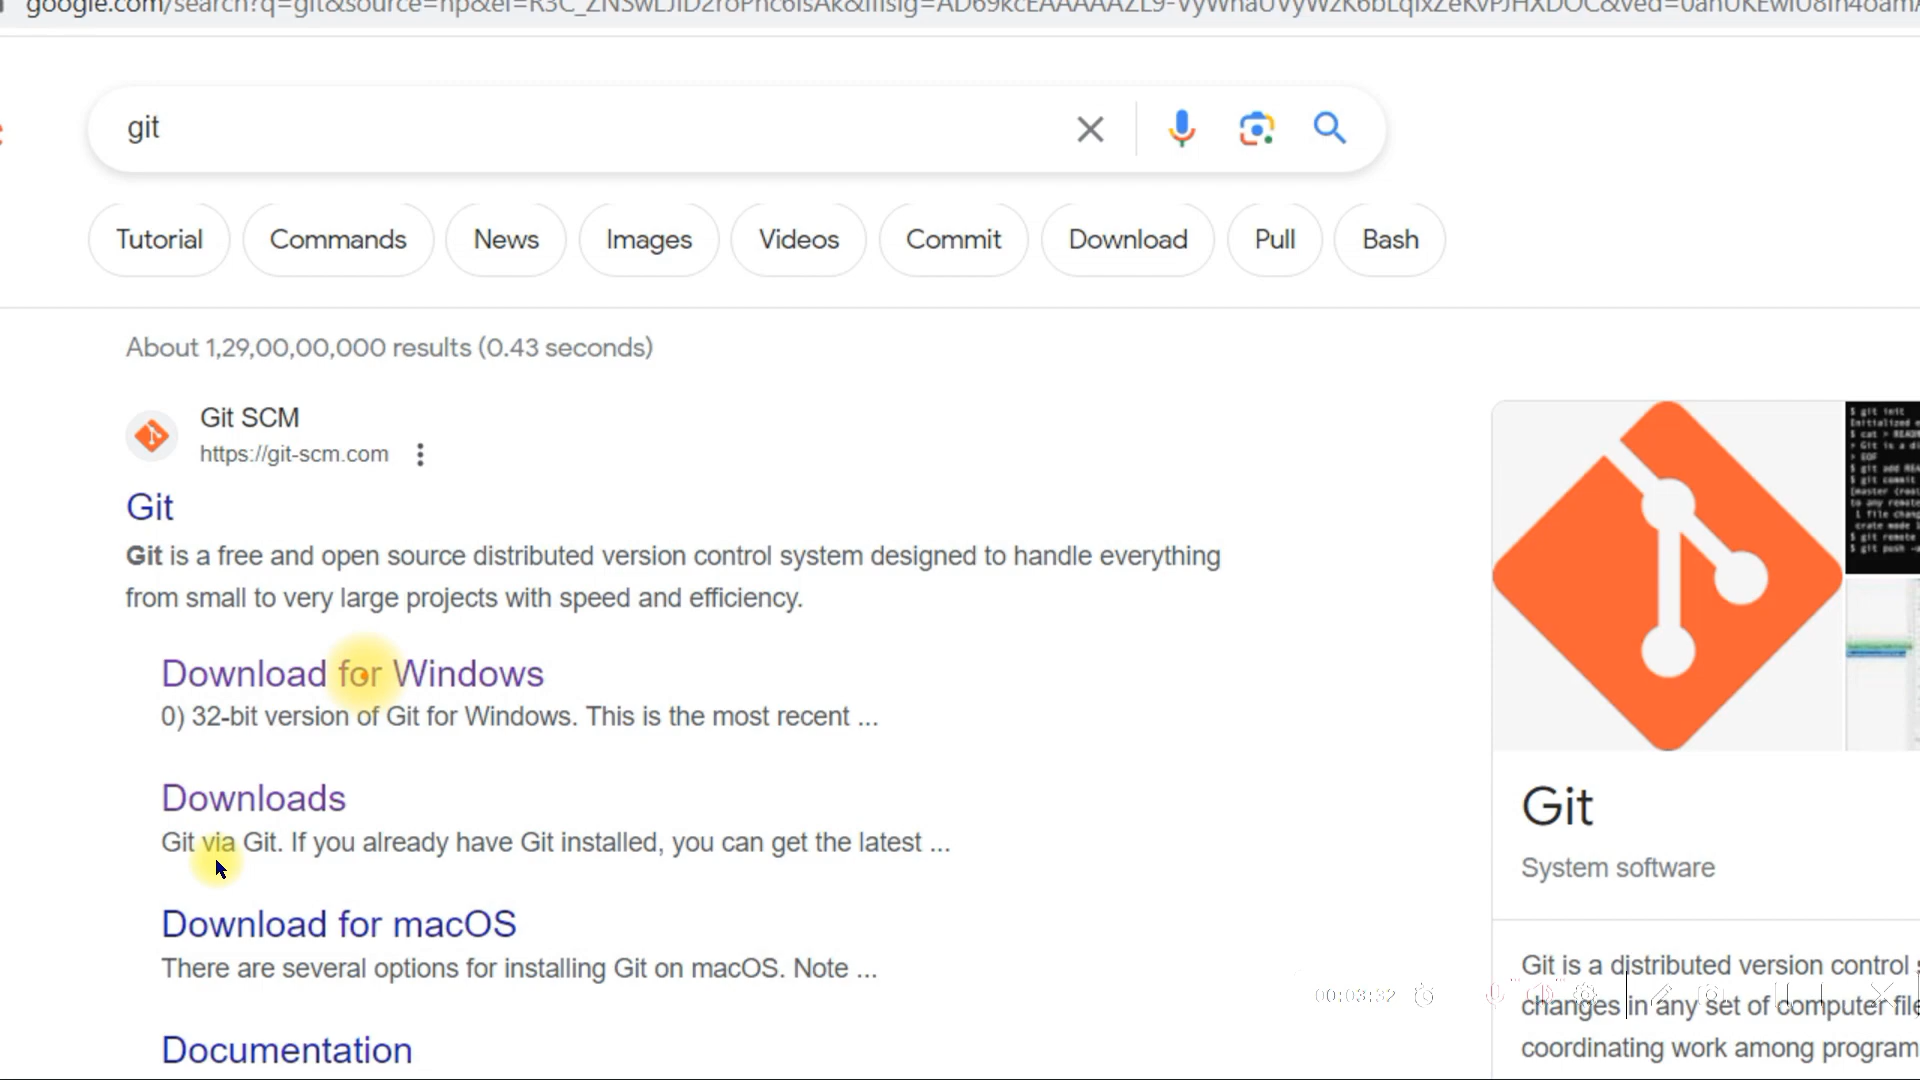 git
Tutorial
Commands
News
Images
Videos
Commit
Download
Pull
Bash
About 1,29,00,00,000 results (0.43 seconds)
Git SCM
https://git-scm.com
Git
Git is a free and open source distributed version control system designed to handle everything
from small to very large projects with speed and efficiency.
Download for Windows
0) 32-bit version of Git for Windows. This is the most recent ...
Downloads
Git via Git. If you already have Git installed, you can get the latest ...
Download for macOS
There are several options for installing Git on macOS. Note ...
Documentation
$ git init
Git
System software
Git is a distributed version control
changes in any set of computer
coordinating work among
00:03:32